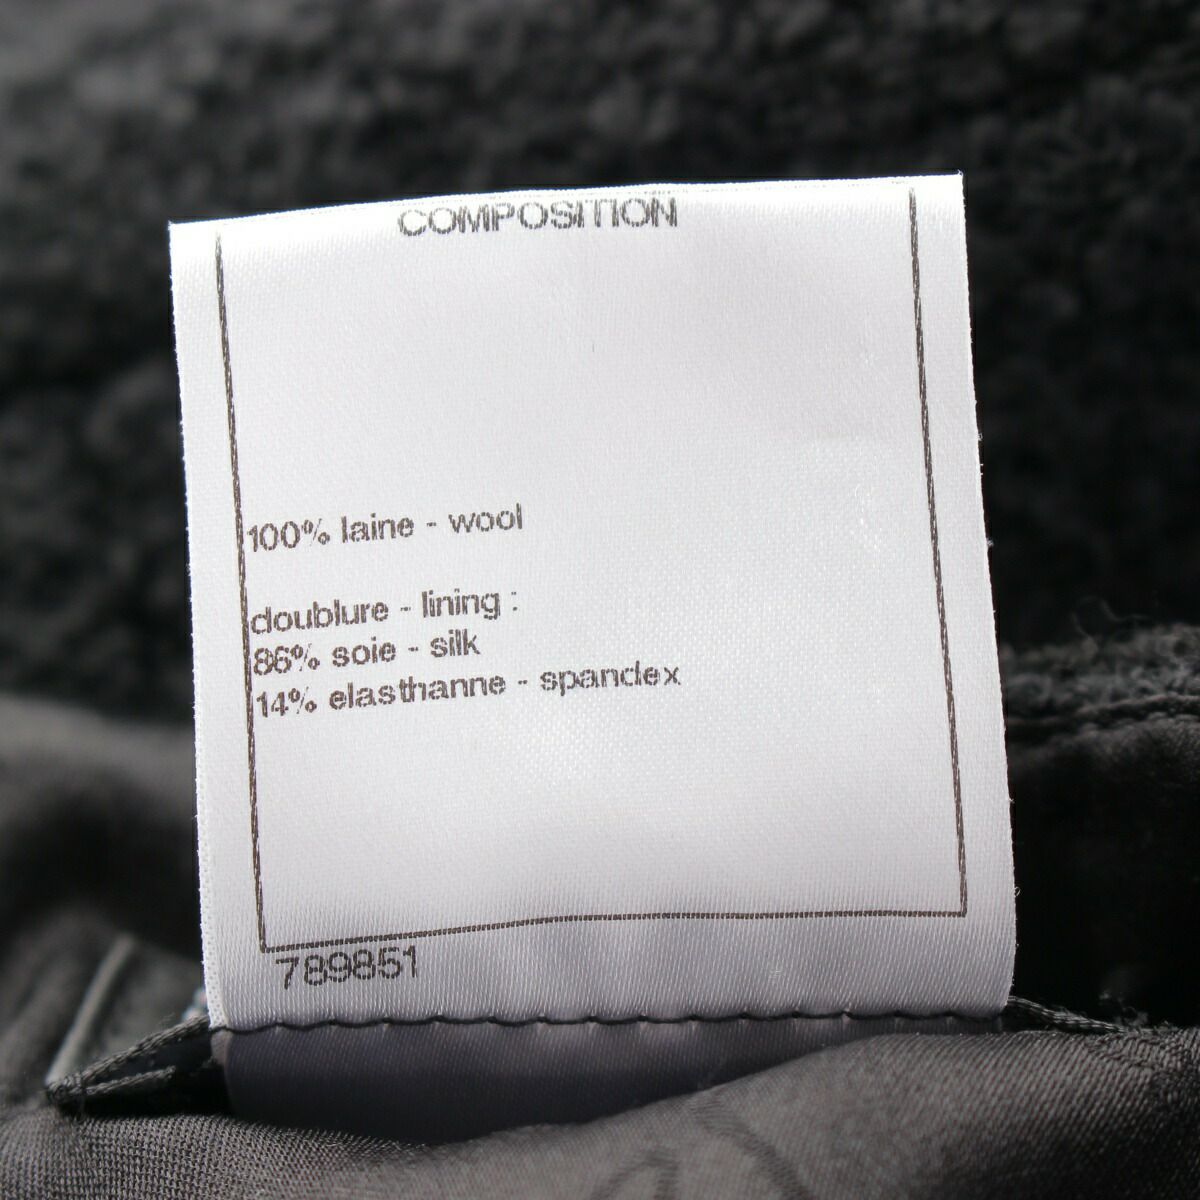 COMPOSITION
100% laine - wool
doublure - lining :
86% soie - silk
14% elasthanne - spandex
789851